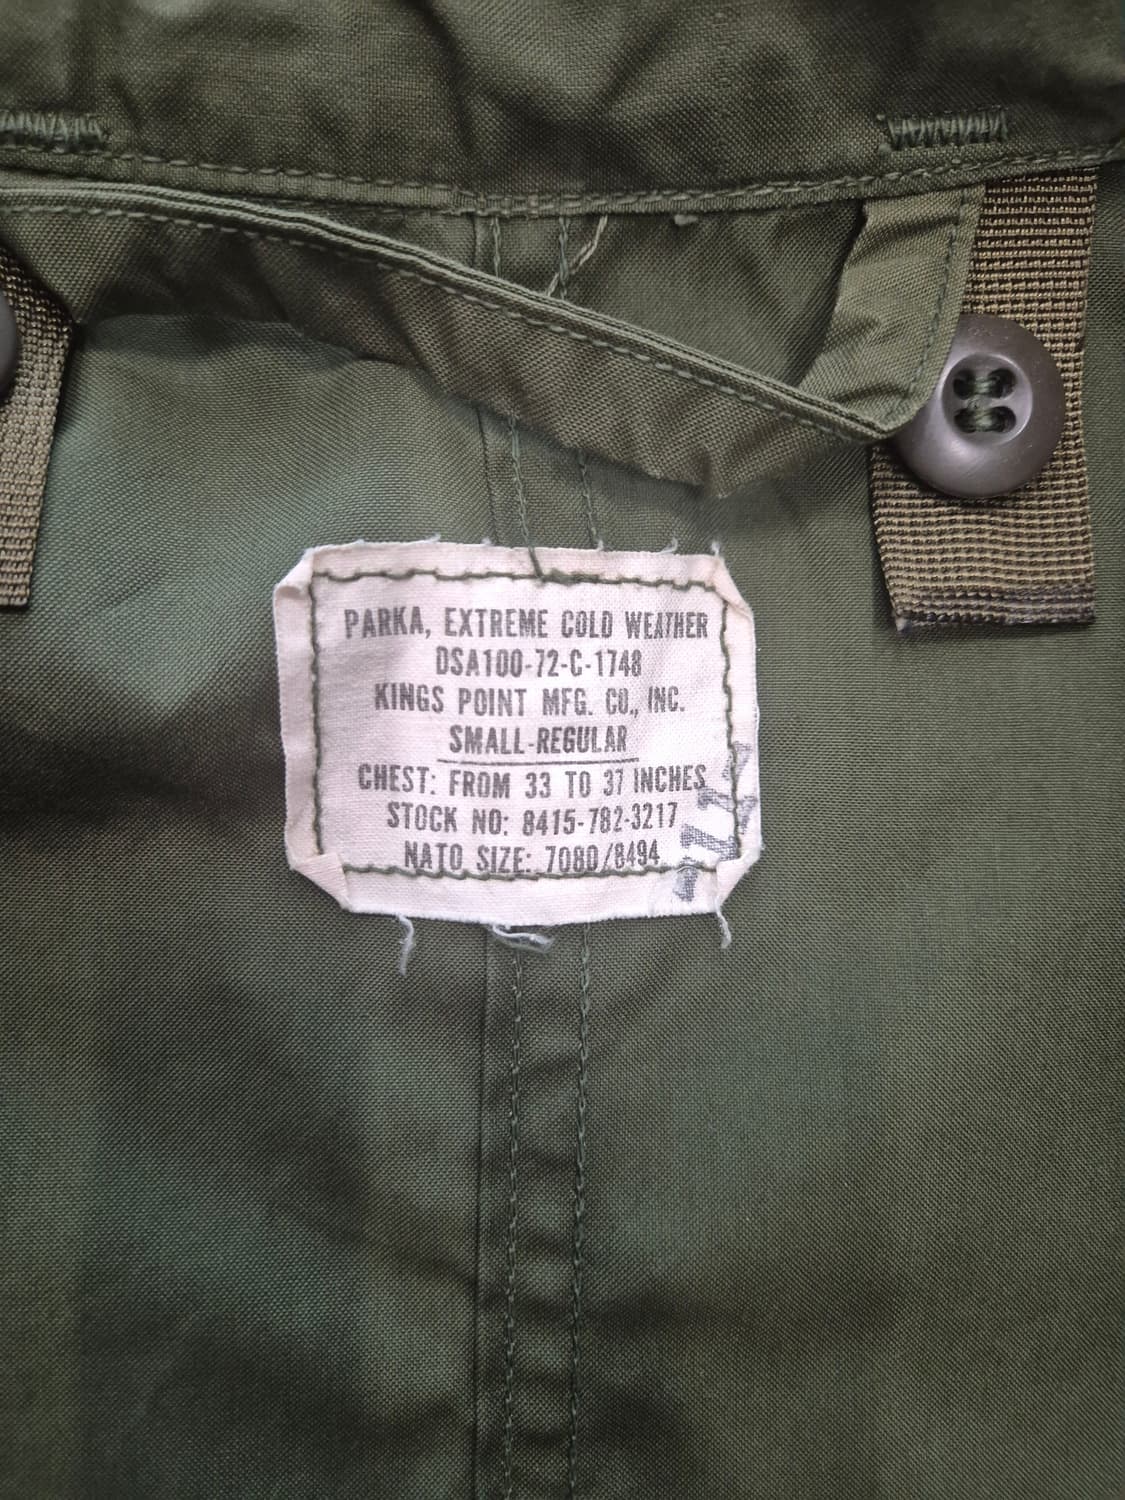 PARKA, EXTREME COLD WEATHER
DSA100-72-C-1748
KINGS POINT MFG. CO., INC.
SMALL-REGULAR
CHEST: FROM 33 TO 37 INCHES
STOCK NO: 8415-782-3217
NATO SIZE: 7080/8494